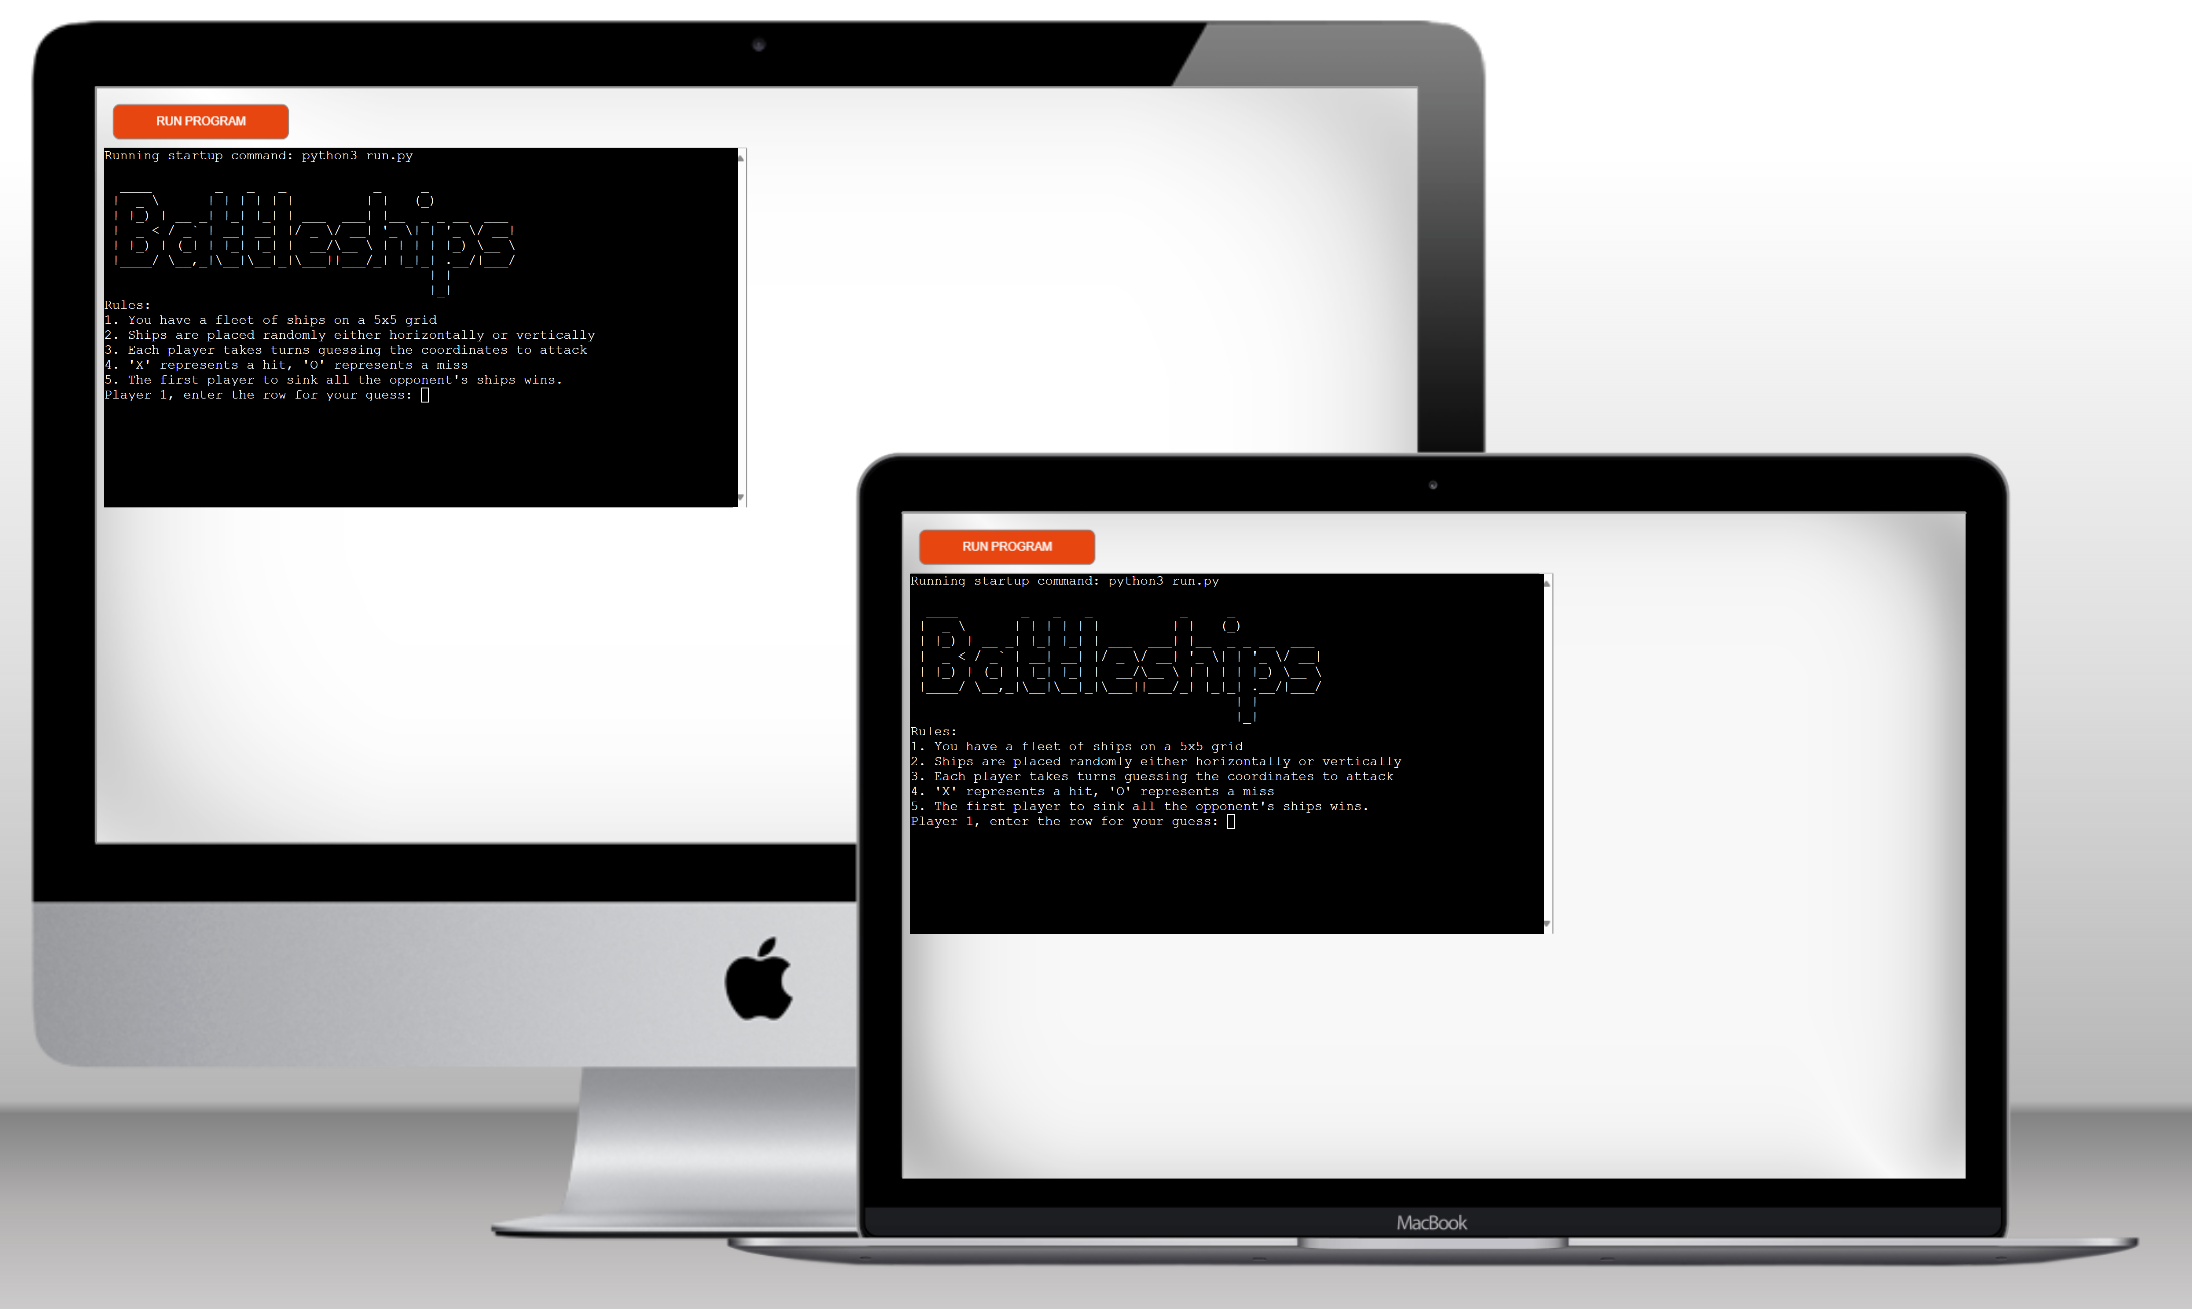 RUN PROGRAM
Running startup command: python3 run.py
Battleships
Rules:
1. You have a fleet of ships on a 5x5 grid
2. Ships are placed randomly either horizontally or vertically
3. Each player takes turns guessing the coordinates to attack
4. 'X' represents a hit, 'O' represents a miss
5. The first player to sink all the opponent's ships wins.
Player 1, enter the row for your guess:
RUN PROGRAM
Running startup command: python3 run.py
Battleships
Rules:
1. You have a fleet of ships on a 5x5 grid
2. Ships are placed randomly either horizontally or vertically
3. Each player takes turns guessing the coordinates to attack
4. 'X' represents a hit, 'O' represents a miss
5. The first player to sink all the opponent's ships wins.
Player 1, enter the row for your guess:
MacBook